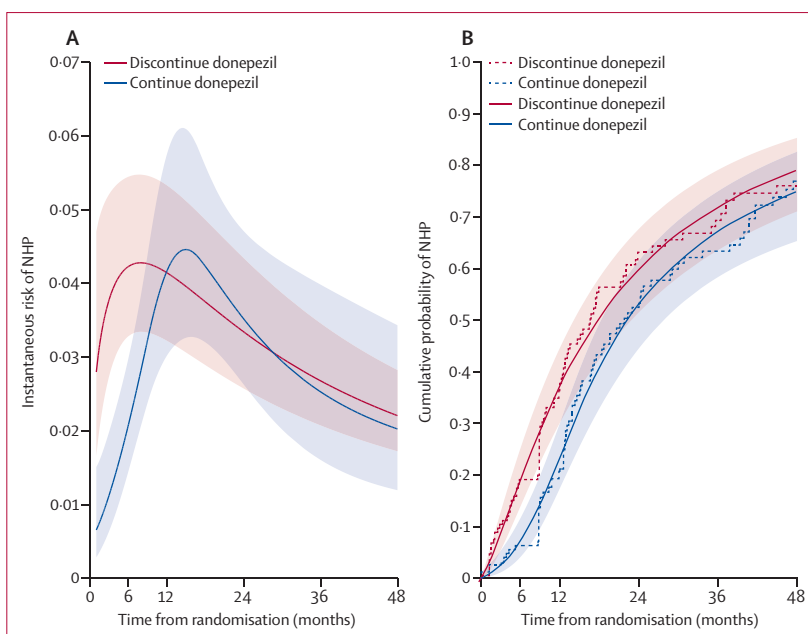 A
Discontinue donepezil
Continue donepezil
0·07
0·06
0·05
0·04
0·03
0·02
0·01
0
Instantaneous risk of NHP
0
6
12
24
36
48
Time from randomisation (months)
B
Discontinue donepezil
Continue donepezil
Discontinue donepezil
Continue donepezil
1·0
0·9
0·8
0·7
0·6
0·5
0·4
0·3
0·2
0·1
0
Cumulative probability of NHP
0
6
12
24
36
48
Time from randomisation (months)